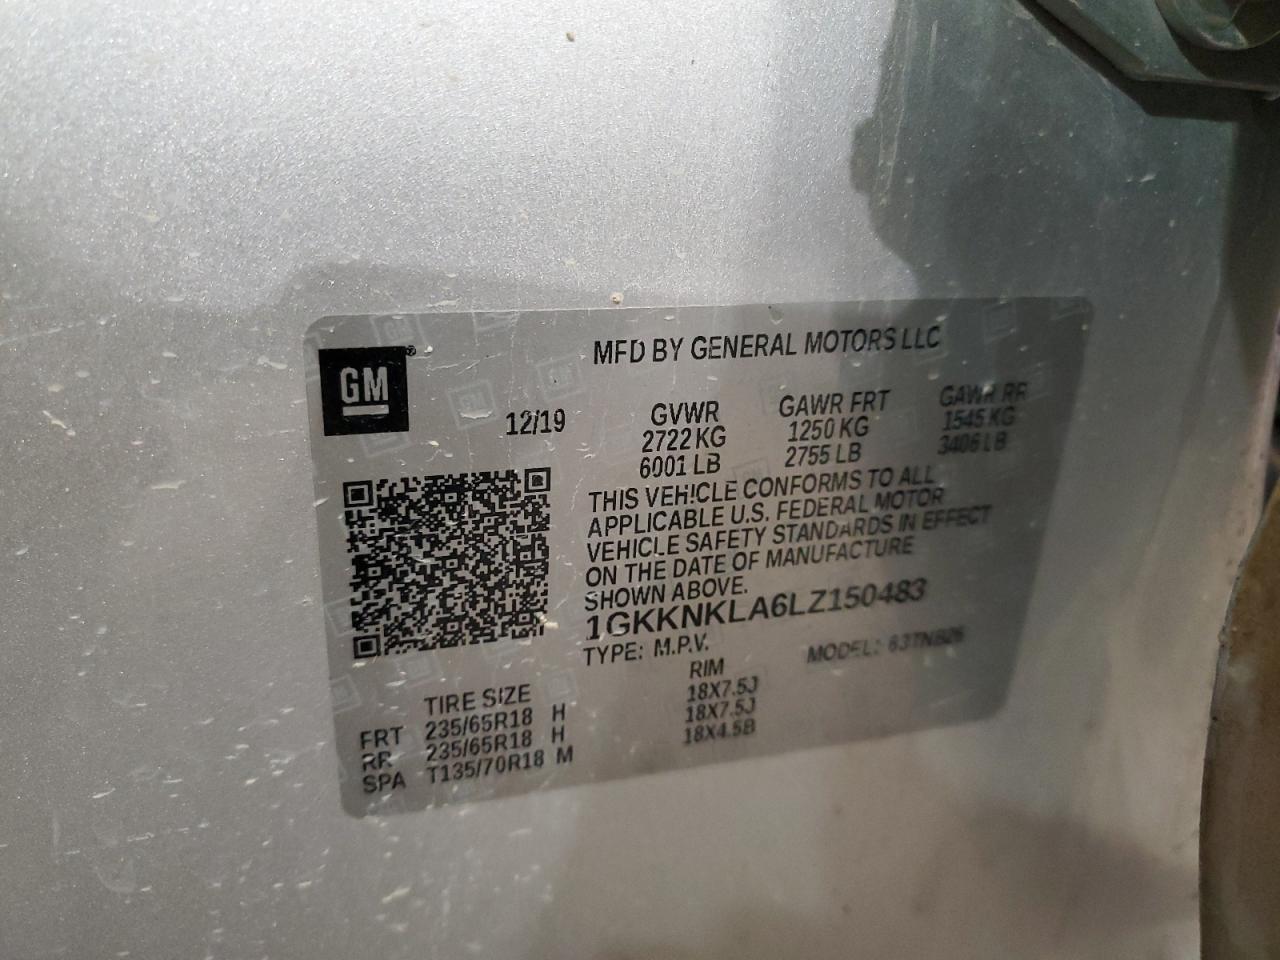 GM
MFD BY GENERAL MOTORS LLC
12/19
GVWR GAWR FRT GAWR RR
2722 KG 1250 KG 1545 KG
6001 LB 2755 LB 3406 LB
THIS VEHICLE CONFORMS TO ALL
APPLICABLE U.S. FEDERAL MOTOR
VEHICLE SAFETY STANDARDS IN EFFECT
ON THE DATE OF MANUFACTURE
SHOWN ABOVE.
1GKKNKLA6LZ150483
TYPE: M.P.V. MODEL:
TIRE SIZE RIM
FRT 235/65R18 H 18X7.5J
RR 235/65R18 H 18X7.5J
SPA T135/70R18 M 18X4.5B